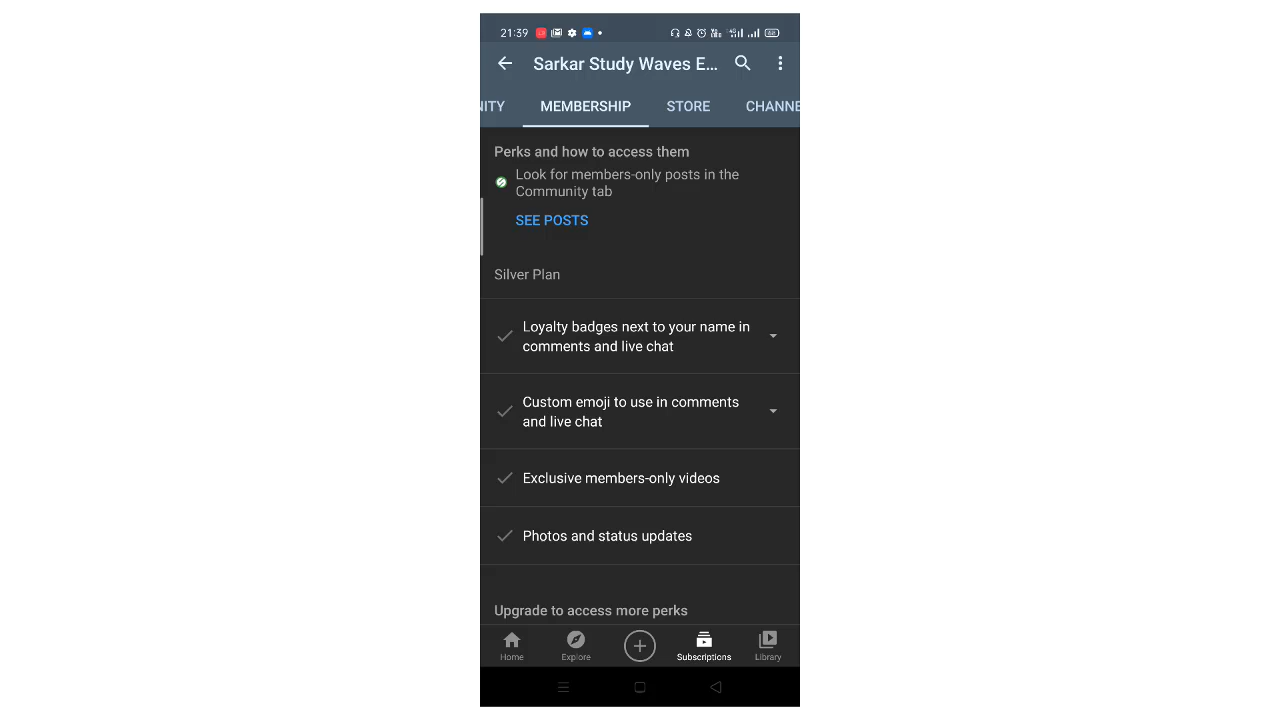 21:39
Sarkar Study Waves E...
NITY
MEMBERSHIP
STORE
CHANNE
Perks and how to access them
Look for members-only posts in the
Community tab
SEE POSTS
Silver Plan
Loyalty badges next to your name in
comments and live chat
Custom emoji to use in comments
and live chat
Exclusive members-only videos
Photos and status updates
Upgrade to access more perks
Home
Explore
Subscriptions
Library